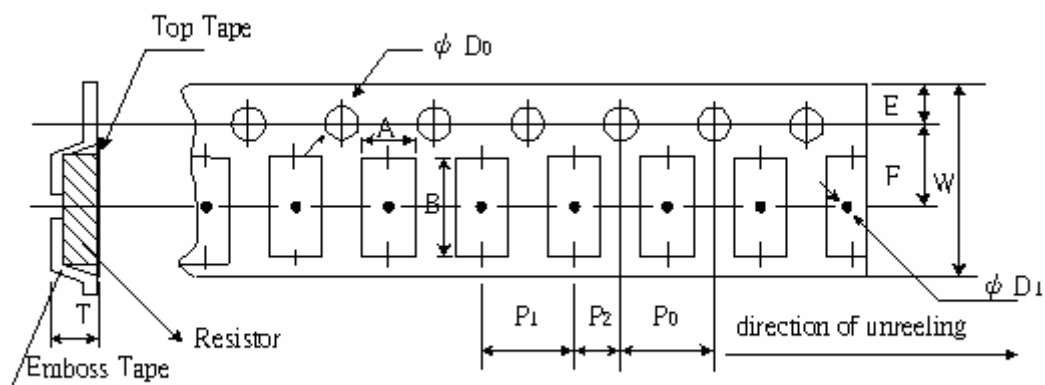 Top Tape
ϕ D0
E
A
F
W
B
ϕ D1
T
P1
P2
P0
direction of unreeling
Resistor
Emboss Tape